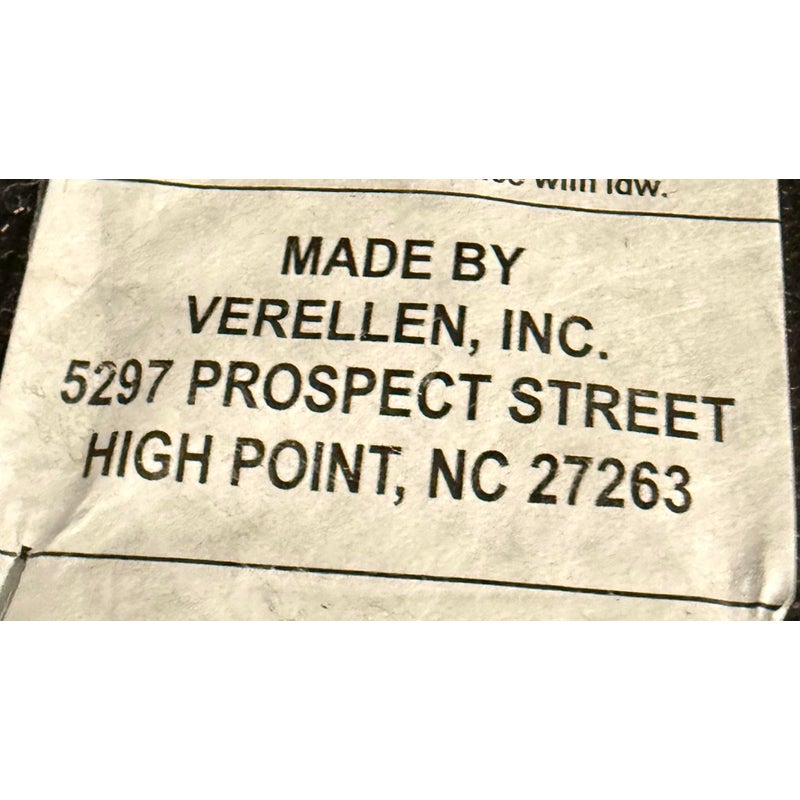 with law.
MADE BY
VERELLEN, INC.
5297 PROSPECT STREET
HIGH POINT, NC 27263